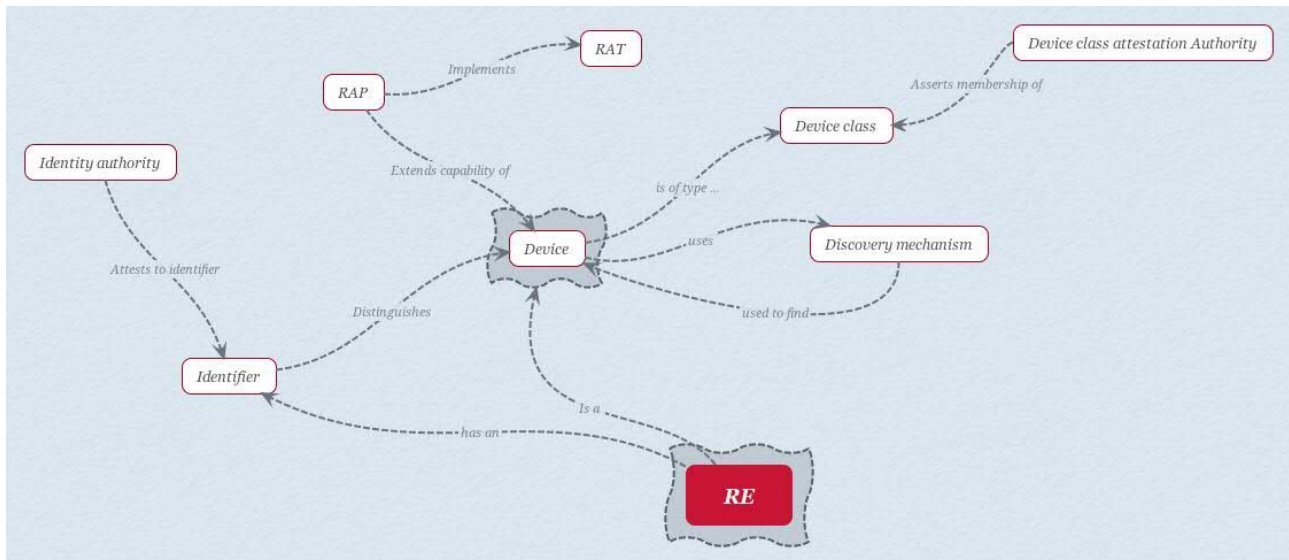 Device class attestation Authority
RAT
Implements
Asserts membership of
RAP
Device class
Identity authority
Extends capability of
is of type ...
uses
Discovery mechanism
Device
Attests to identifier
Distinguishes
used to find
Identifier
Is a
has an
RE